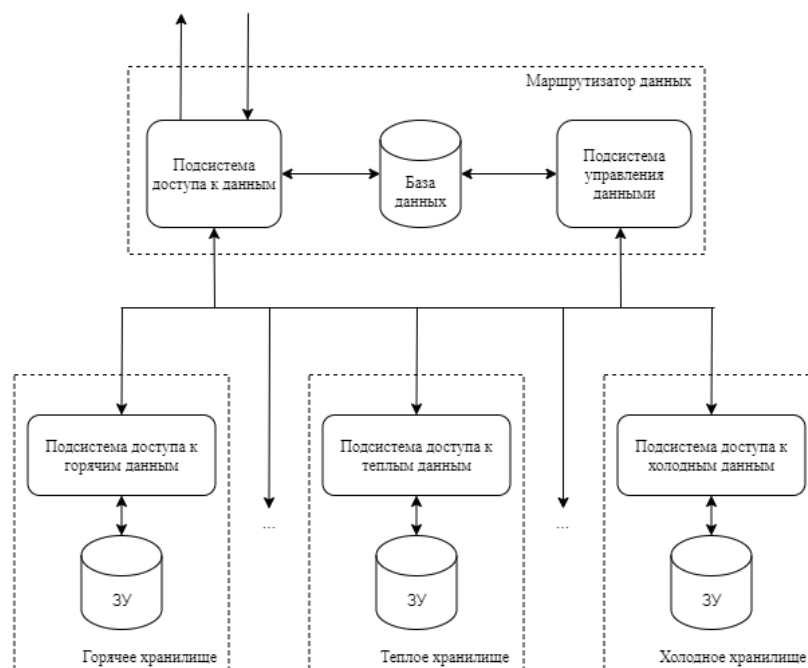 Маршрутизатор данных
Подсистема
доступа к данным
База
данных
Подсистема
управления
данными
Подсистема доступа к
горячим данным
Подсистема доступа к
теплым данным
Подсистема доступа к
холодным данным
...
...
ЗУ
ЗУ
ЗУ
Горячее хранилище
Теплое хранилище
Холодное хранилище